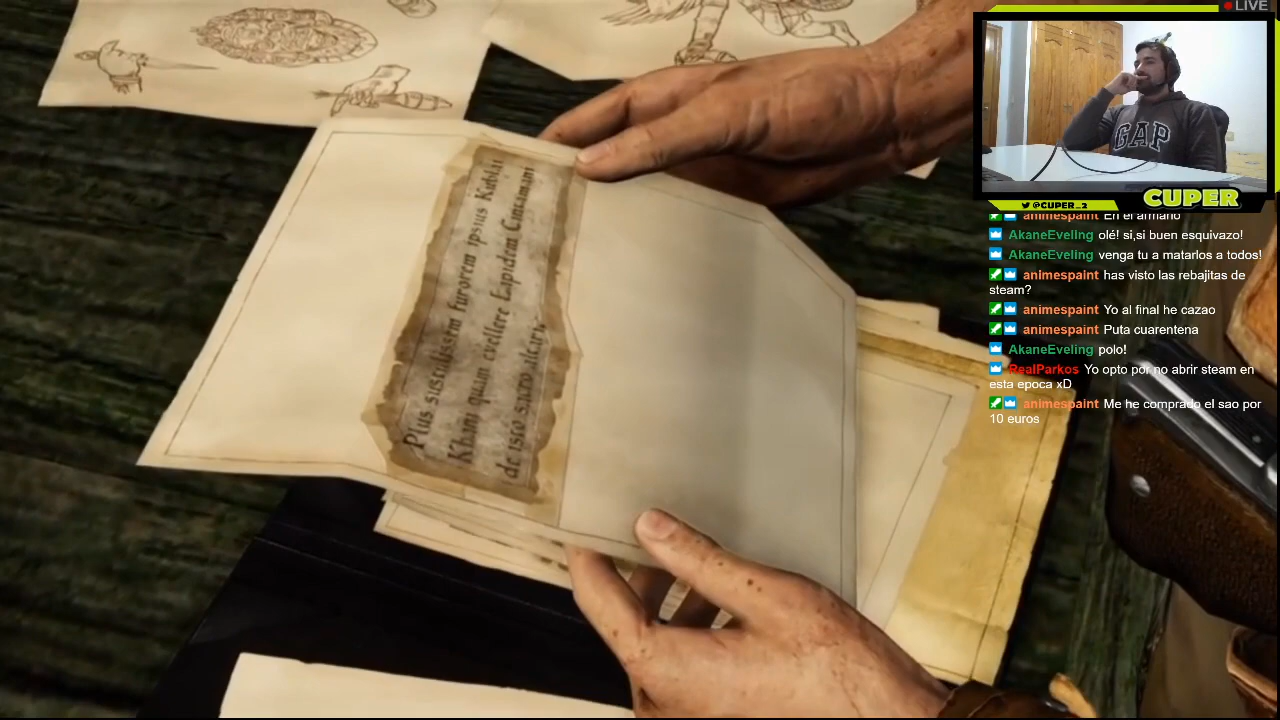 Plus sustulissem furorem ipsius Kublai
Khani quam evellere Lapidem Cintamani
de isto sacro
LIVE
GAP
CUPER
@CUPER_2
animespaint En el armario
AkaneEveling olé! si,si buen esquivazo!
AkaneEveling venga tu a matarlos a todos!
animespaint has visto las rebajitas de
steam?
animespaint Yo al final he cazao
animespaint Puta cuarentena
AkaneEveling polo!
RealParkos Yo opto por no abrir steam en
esta epoca xD
animespaint Me he comprado el sao por
10 euros